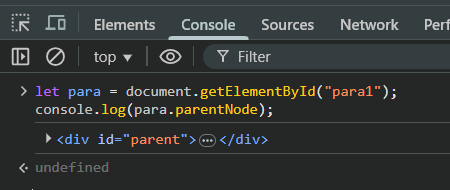 Elements Console Sources Network Perf
top Filter
let para = document.getElementById("para1");
console.log(para.parentNode);
<div id="parent">…</div>
undefined